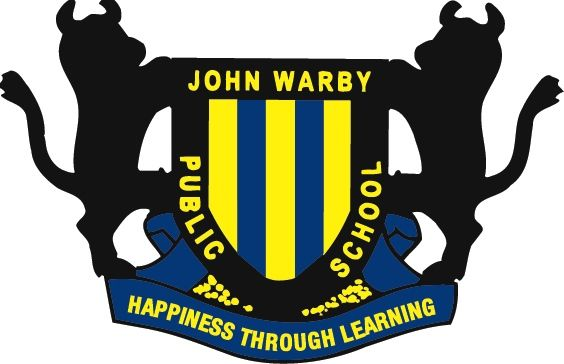 JOHN WARBY
PUBLIC
SCHOOL
HAPPINESS THROUGH LEARNING